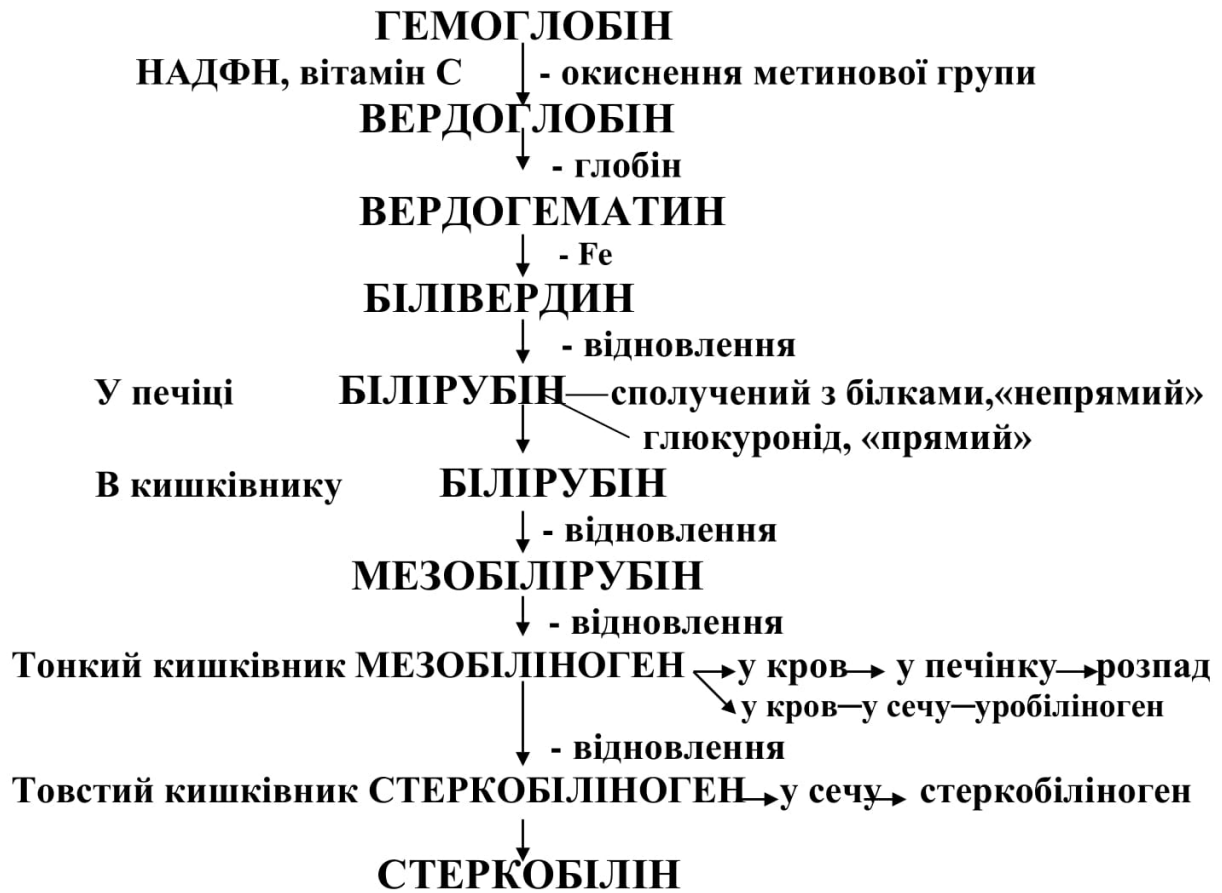 ГЕМОГЛОБІН
НАДФН, вітамін С - окиснення метинової групи
ВЕРДОГЛОБІН
- глобін
ВЕРДОГЕМАТИН
- Fe
БІЛІВЕРДИН
- відновлення
У печіці БІЛІРУБІН сполучений з білками,«непрямий»
глюкуронід, «прямий»
В кишківнику БІЛІРУБІН
- відновлення
МЕЗОБІЛІРУБІН
- відновлення
Тонкий кишківник МЕЗОБІЛІНОГЕН у кров у печінку розпад
у кров у сечу уробіліноген
- відновлення
Товстий кишківник СТЕРКОБІЛІНОГЕН у сечу стеркобіліноген
СТЕРКОБІЛІН